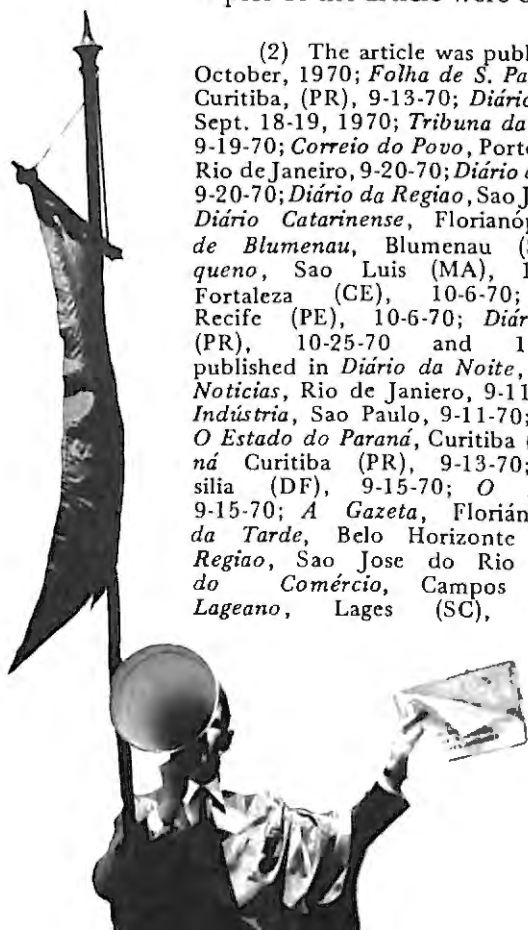 the article were
(2) The article was publ
October, 1970; Folha de S. Pa
Curitiba, (PR), 9-13-70; Diário
Sept. 18-19, 1970; Tribuna da
9-19-70; Correio do Povo, Porto
Rio de Janeiro, 9-20-70; Diário
9-20-70; Diário da Regiao, Sao J
Diário Catarinense, Florianóp
de Blumenau, Blumenau (
queno, Sao Luis (MA),
Fortaleza (CE), 10-6-70;
Recife (PE), 10-6-70; Diár
(PR), 10-25-70 and 1
published in Diário da Noite,
Noticias, Rio de Janiero, 9-11
Indústria, Sao Paulo, 9-11-70;
O Estado do Paraná, Curitiba (
ná Curitiba (PR), 9-13-70;
silia (DF), 9-15-70; O
9-15-70; A Gazeta, Florián
da Tarde, Belo Horizonte
Regiao, Sao Jose do Rio
do Comércio, Campos
Lageano, Lages (SC),